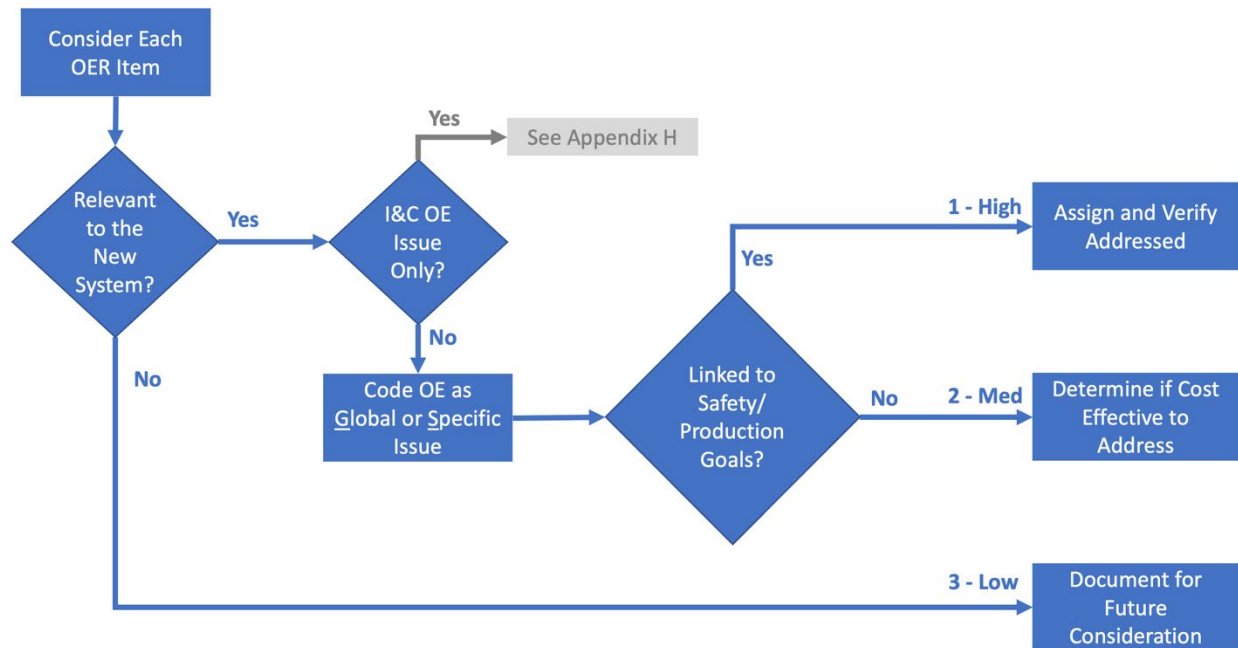 Consider Each
OER Item
Relevant
to the
New
System?
Yes
I&C OE
Issue
Only?
Yes
See Appendix H
No
Code OE as
Global or Specific
Issue
Linked to
Safety/
Production
Goals?
Yes
1 - High
Assign and Verify
Addressed
No
2 - Med
Determine if Cost
Effective to
Address
No
3 - Low
Document for
Future
Consideration